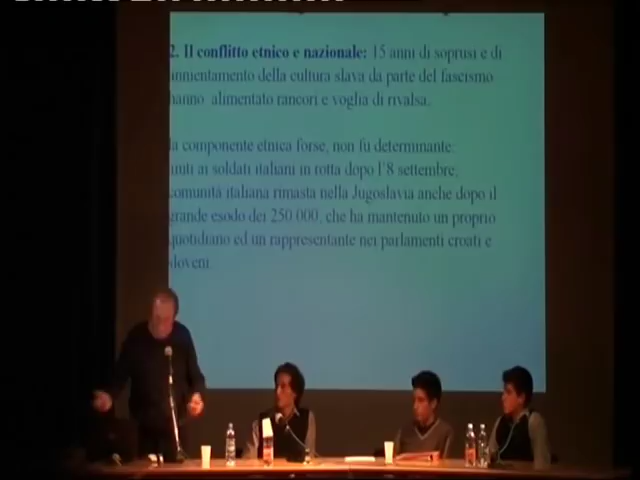 2. Il conflitto etnico e nazionale: 15 anni di soprusi e di
annientamento della cultura slava da parte del fascismo
hanno alimentato rancori e voglia di rivalsa.
la componente etnica forse, non fu determinante.
ai soldati italiani in rotta dopo l'8 settembre,
comunità italiana rimasta nella Jugoslavia anche dopo il
grande esodo dei 250.000, che ha mantenuto un proprio
quotidiano ed un rappresentante nei parlamenti croati e
sloveni.